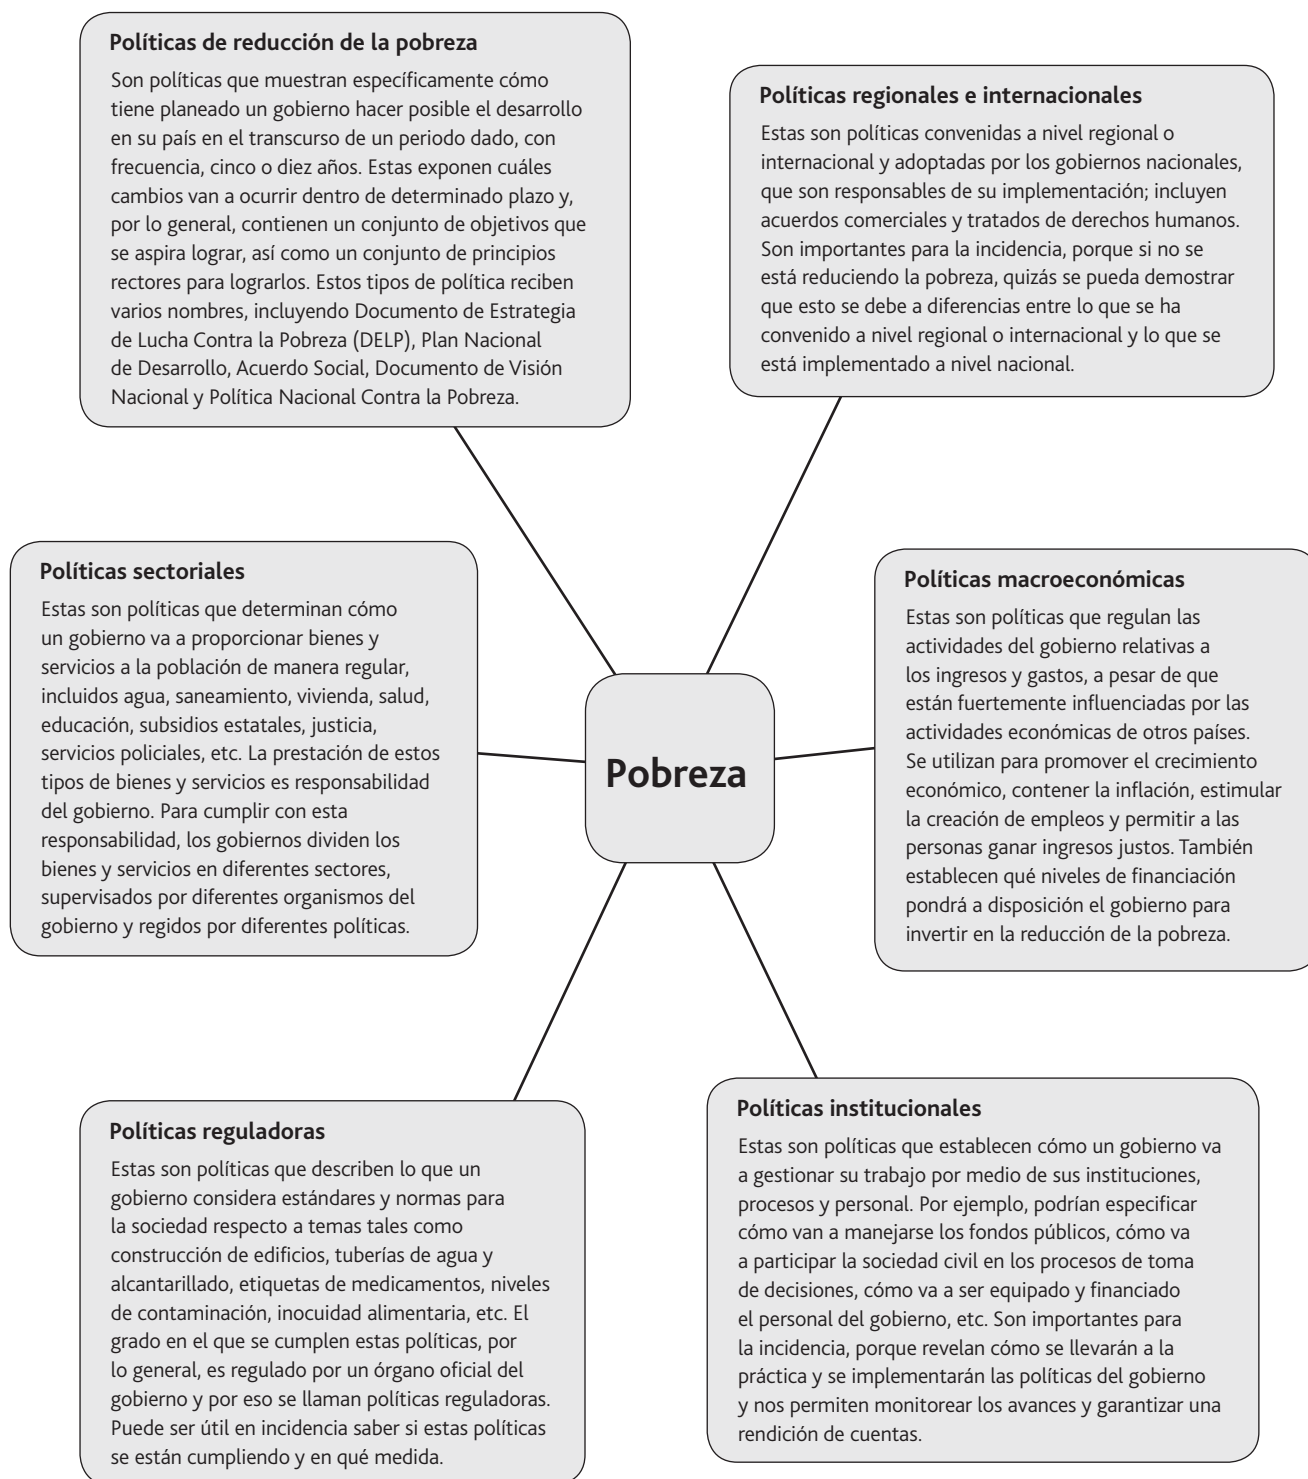 Políticas de reducción de la pobreza
Son políticas que muestran específicamente cómo
tiene planeado un gobierno hacer posible el desarrollo
en su país en el transcurso de un periodo dado, con
frecuencia, cinco o diez años. Estas exponen cuáles
cambios van a ocurrir dentro de determinado plazo y,
por lo general, contienen un conjunto de objetivos que
se aspira lograr, así como un conjunto de principios
rectores para lograrlos. Estos tipos de política reciben
varios nombres, incluyendo Documento de Estrategia
de Lucha Contra la Pobreza (DELP), Plan Nacional
de Desarrollo, Acuerdo Social, Documento de Visión
Nacional y Política Nacional Contra la Pobreza.
Políticas regionales e internacionales
Estas son políticas convenidas a nivel regional o
internacional y adoptadas por los gobiernos nacionales,
que son responsables de su implementación; incluyen
acuerdos comerciales y tratados de derechos humanos.
Son importantes para la incidencia, porque si no se
está reduciendo la pobreza, quizás se pueda demostrar
que esto se debe a diferencias entre lo que se ha
convenido a nivel regional o internacional y lo que se
está implementado a nivel nacional.
Políticas sectoriales
Estas son políticas que determinan cómo
un gobierno va a proporcionar bienes y
servicios a la población de manera regular,
incluidos agua, saneamiento, vivienda, salud,
educación, subsidios estatales, justicia,
servicios policiales, etc. La prestación de estos
tipos de bienes y servicios es responsabilidad
del gobierno. Para cumplir con esta
responsabilidad, los gobiernos dividen los
bienes y servicios en diferentes sectores,
supervisados por diferentes organismos del
gobierno y regidos por diferentes políticas.
Políticas macroeconómicas
Estas son políticas que regulan las
actividades del gobierno relativas a
los ingresos y gastos, a pesar de que
están fuertemente influenciadas por las
actividades económicas de otros países.
Se utilizan para promover el crecimiento
económico, contener la inflación, estimular
la creación de empleos y permitir a las
personas ganar ingresos justos. También
establecen qué niveles de financiación
pondrá a disposición el gobierno para
invertir en la reducción de la pobreza.
Pobreza
Políticas reguladoras
Estas son políticas que describen lo que un
gobierno considera estándares y normas para
la sociedad respecto a temas tales como
construcción de edificios, tuberías de agua y
alcantarillado, etiquetas de medicamentos, niveles
de contaminación, inocuidad alimentaria, etc. El
grado en el que se cumplen estas políticas, por
lo general, es regulado por un órgano oficial del
gobierno y por eso se llaman políticas reguladoras.
Puede ser útil en incidencia saber si estas políticas
se están cumpliendo y en qué medida.
Políticas institucionales
Estas son políticas que establecen cómo un gobierno va
a gestionar su trabajo por medio de sus instituciones,
procesos y personal. Por ejemplo, podrían especificar
cómo van a manejarse los fondos públicos, cómo va
a participar la sociedad civil en los procesos de toma
de decisiones, cómo va a ser equipado y financiado
el personal del gobierno, etc. Son importantes para
la incidencia, porque revelan cómo se llevarán a la
práctica y se implementarán las políticas del gobierno
y nos permiten monitorear los avances y garantizar una
rendición de cuentas.